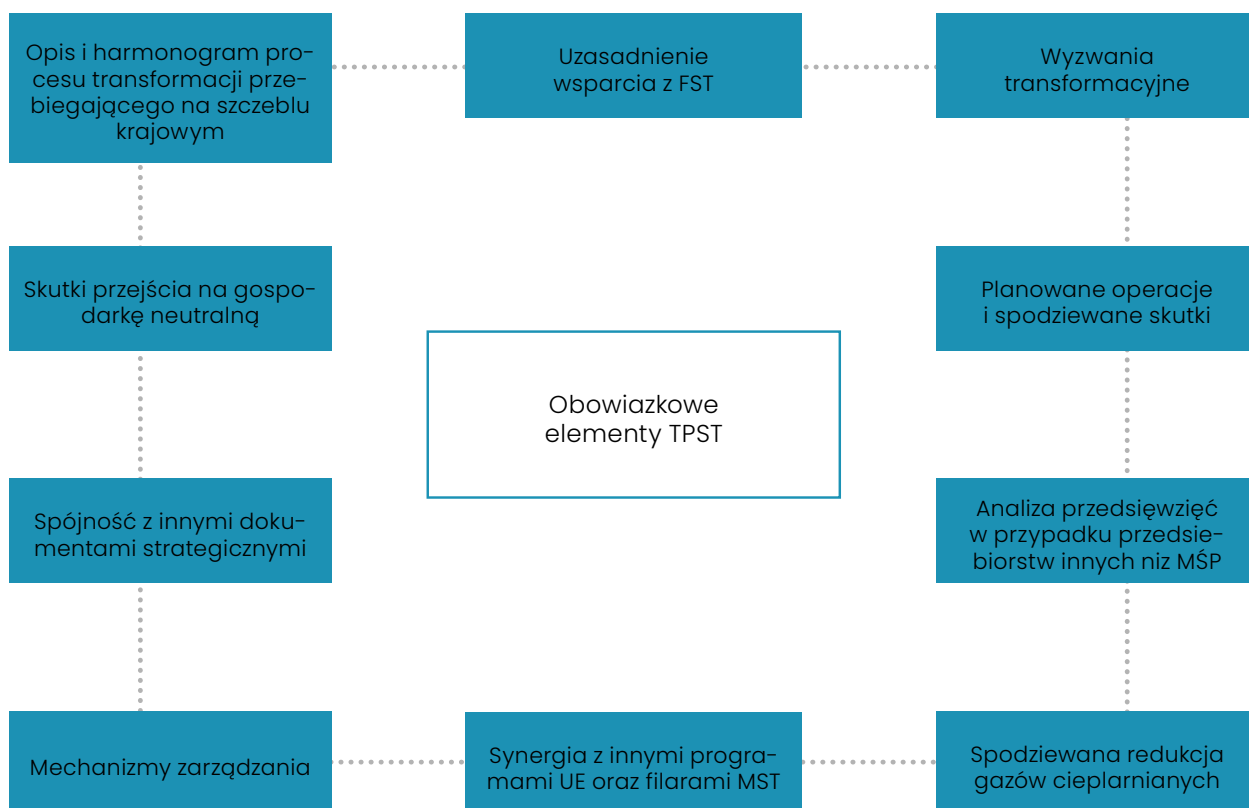 Opis i harmonogram pro-
cesu transformacji prze-
biegającego na szczeblu
krajowym
Uzasadnienie
wsparcia z FST
Wyzwania
transformacyjne
Skutki przejścia na gospo-
darkę neutralną
Planowane operacje
i spodziewane skutki
Obowiazkowe
elementy TPST
Spójność z innymi doku-
mentami strategicznymi
Analiza przedsięwzięć
w przypadku przedsie-
biorstw innych niz MŚP
Mechanizmy zarządzania
Synergia z innymi progra-
mami UE oraz filarami MST
Spodziewana redukcja
gazów cieplarnianych